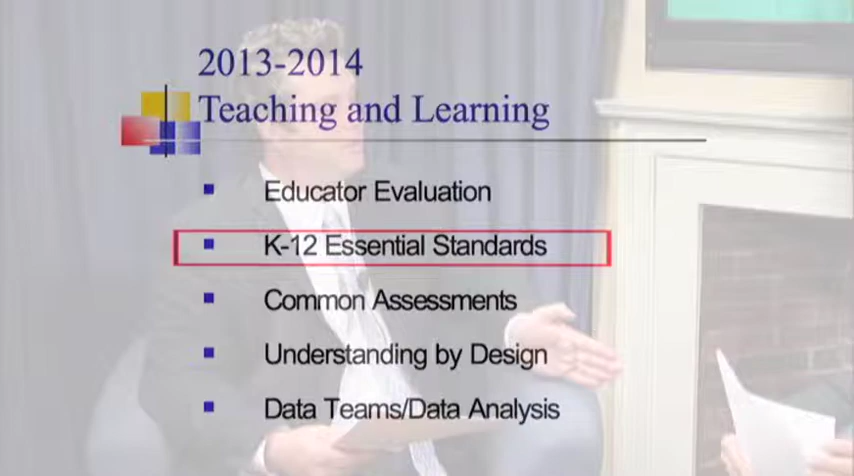 2013-2014
Teaching and Learning
Educator Evaluation
K-12 Essential Standards
Common Assessments
Understanding by Design
Data Teams/Data Analysis